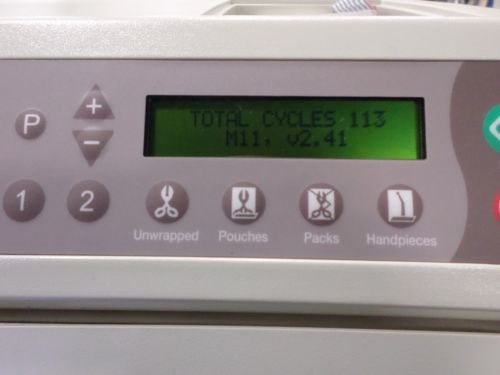 TOTAL CYCLES 113
M11, v2.41
P
+
−
1
2
Unwrapped
Pouches
Packs
Handpieces